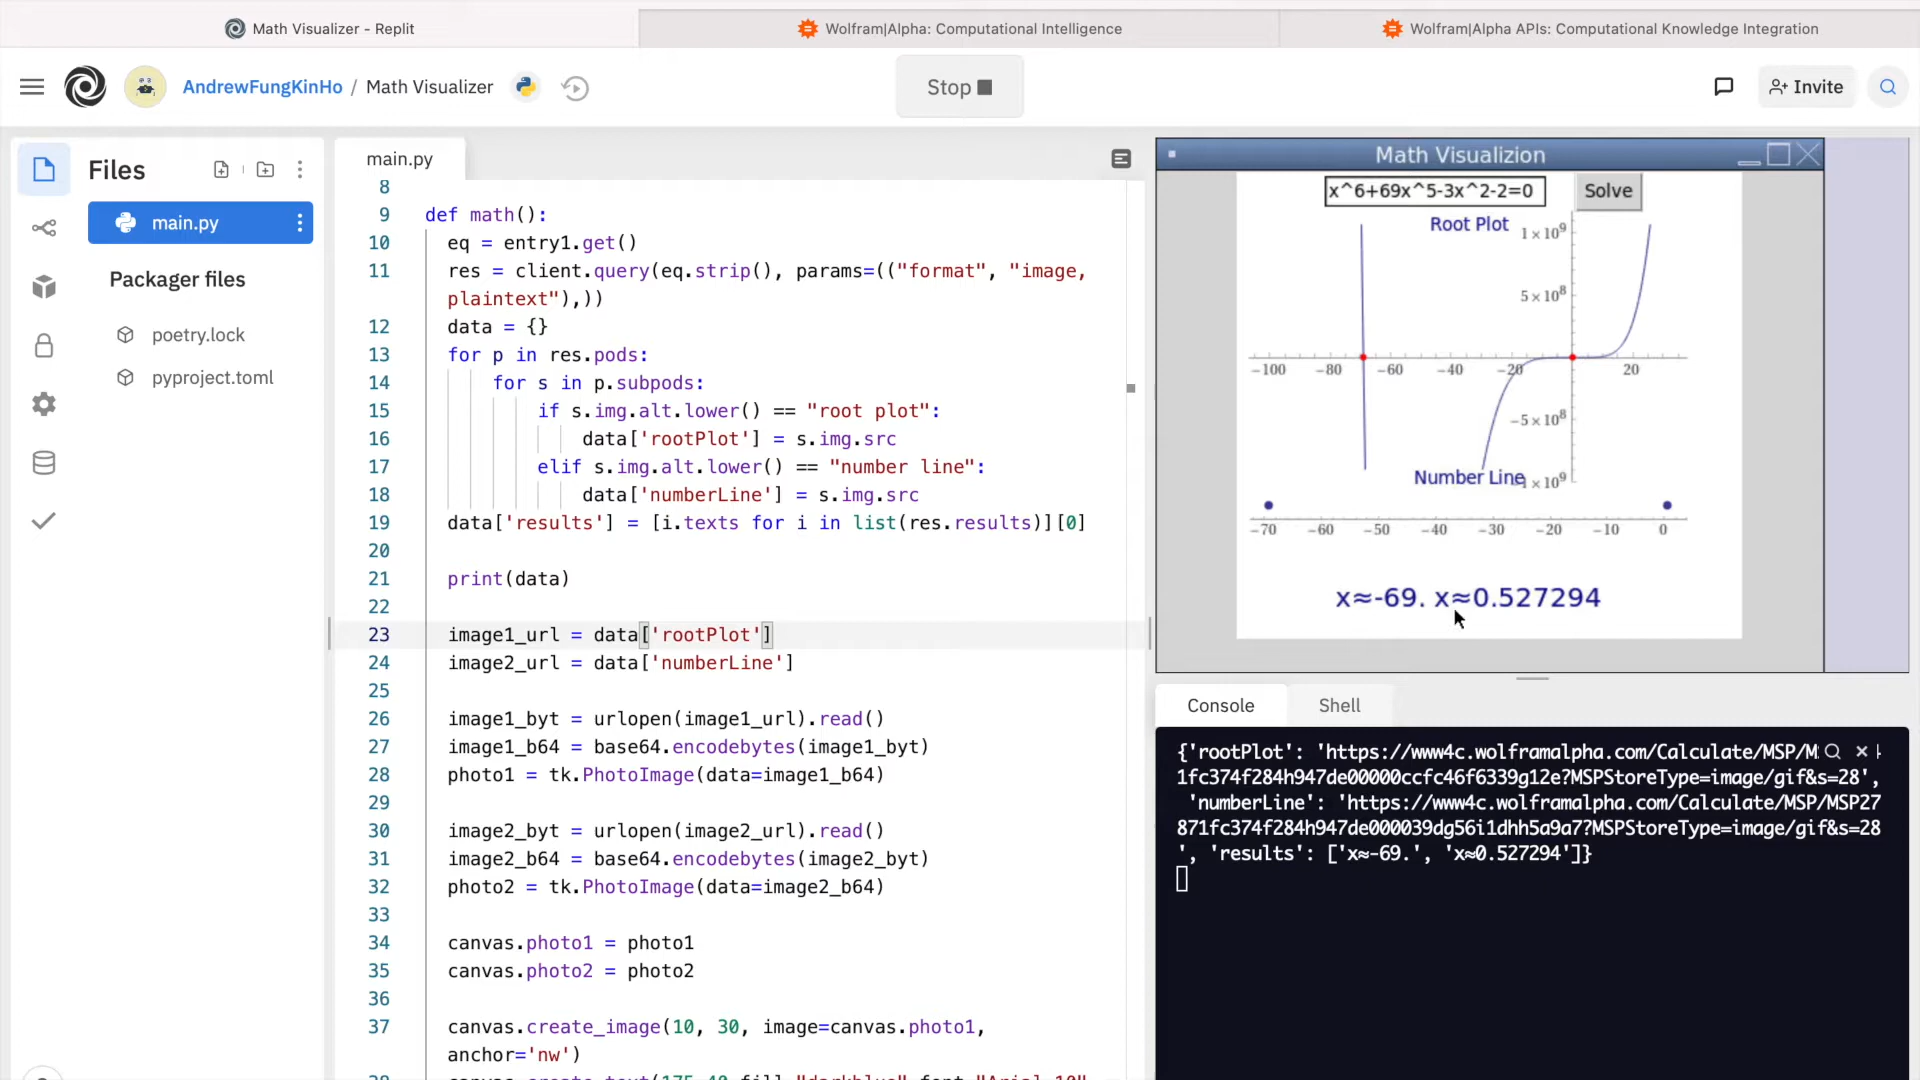 Math Visualizer - Replit
Wolfram|Alpha: Computational Intelligence
Wolfram|Alpha APIs: Computational Knowledge Integration
AndrewFungKinHo / Math Visualizer
Stop
Invite
Files
main.py
Packager files
poetry.lock
pyproject.toml
main.py
8
9 def math():
10 eq = entry1.get()
11 res = client.query(eq.strip(), params=(("format", "image,
plaintext"),))
12 data = {}
13 for p in res.pods:
14 for s in p.subpods:
15 if s.img.alt.lower() == "root plot":
16 data['rootPlot'] = s.img.src
17 elif s.img.alt.lower() == "number line":
18 data['numberLine'] = s.img.src
19 data['results'] = [i.texts for i in list(res.results)][0]
20
21 print(data)
22
23 image1_url = data['rootPlot']
24 image2_url = data['numberLine']
25
26 image1_byt = urlopen(image1_url).read()
27 image1_b64 = base64.encodebytes(image1_byt)
28 photo1 = tk.PhotoImage(data=image1_b64)
29
30 image2_byt = urlopen(image2_url).read()
31 image2_b64 = base64.encodebytes(image2_byt)
32 photo2 = tk.PhotoImage(data=image2_b64)
33
34 canvas.photo1 = photo1
35 canvas.photo2 = photo2
36
37 canvas.create_image(10, 30, image=canvas.photo1,
anchor='nw')
Math Visualizion
x^6+69x^5-3x^2-2=0
Solve
Root Plot
1×10⁹
5×10⁸
-100 -80 -60 -40 -20 20
-5×10⁸
Number Line
-1×10⁹
-70 -60 -50 -40 -30 -20 -10 0
x≈-69. x≈0.527294
Console
Shell
{'rootPlot': 'https://www4c.wolframalpha.com/Calculate/MSP/M
1fc374f284h947de00000ccfc46f6339g12e?MSPStoreType=image/gif&s=28',
'numberLine': 'https://www4c.wolframalpha.com/Calculate/MSP/MSP27
871fc374f284h947de000039dg56i1dhh5a9a7?MSPStoreType=image/gif&s=28
', 'results': ['x≈-69.', 'x≈0.527294']}